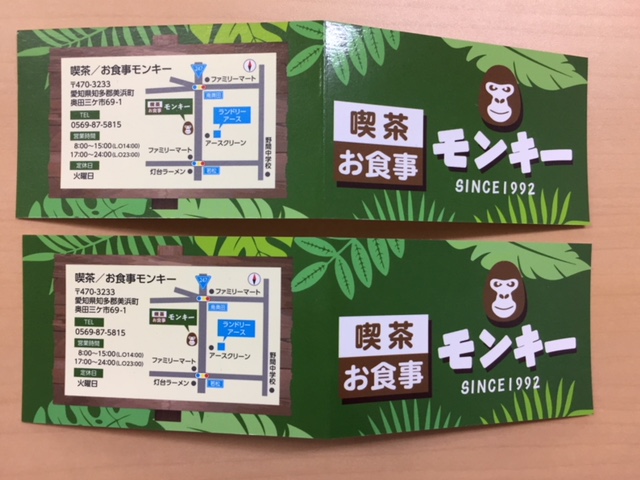 喫茶/お食事モンキー
〒470-3233
愛知県知多郡美浜町
奥田三ケ市69-1
TEL
0569-87-5815
営業時間
8:00〜15:00(LO14:00)
17:00〜24:00(LO23:00)
定休日
火曜日
247
ファミリーマート
喫茶
お食事
モンキー
ランドリー
アース
アースクリーン
ファミリーマート
灯台ラーメン
若松
野間中学校
喫茶
お食事
モンキー
SINCE1992
喫茶/お食事モンキー
〒470-3233
愛知県知多郡美浜町
奥田三ケ市69-1
TEL
0569-87-5815
営業時間
8:00〜15:00(LO14:00)
17:00〜24:00(LO23:00)
定休日
火曜日
247
ファミリーマート
喫茶
お食事
モンキー
ランドリー
アース
アースクリーン
ファミリーマート
灯台ラーメン
若松
野間中学校
喫茶
お食事
モンキー
SINCE1992